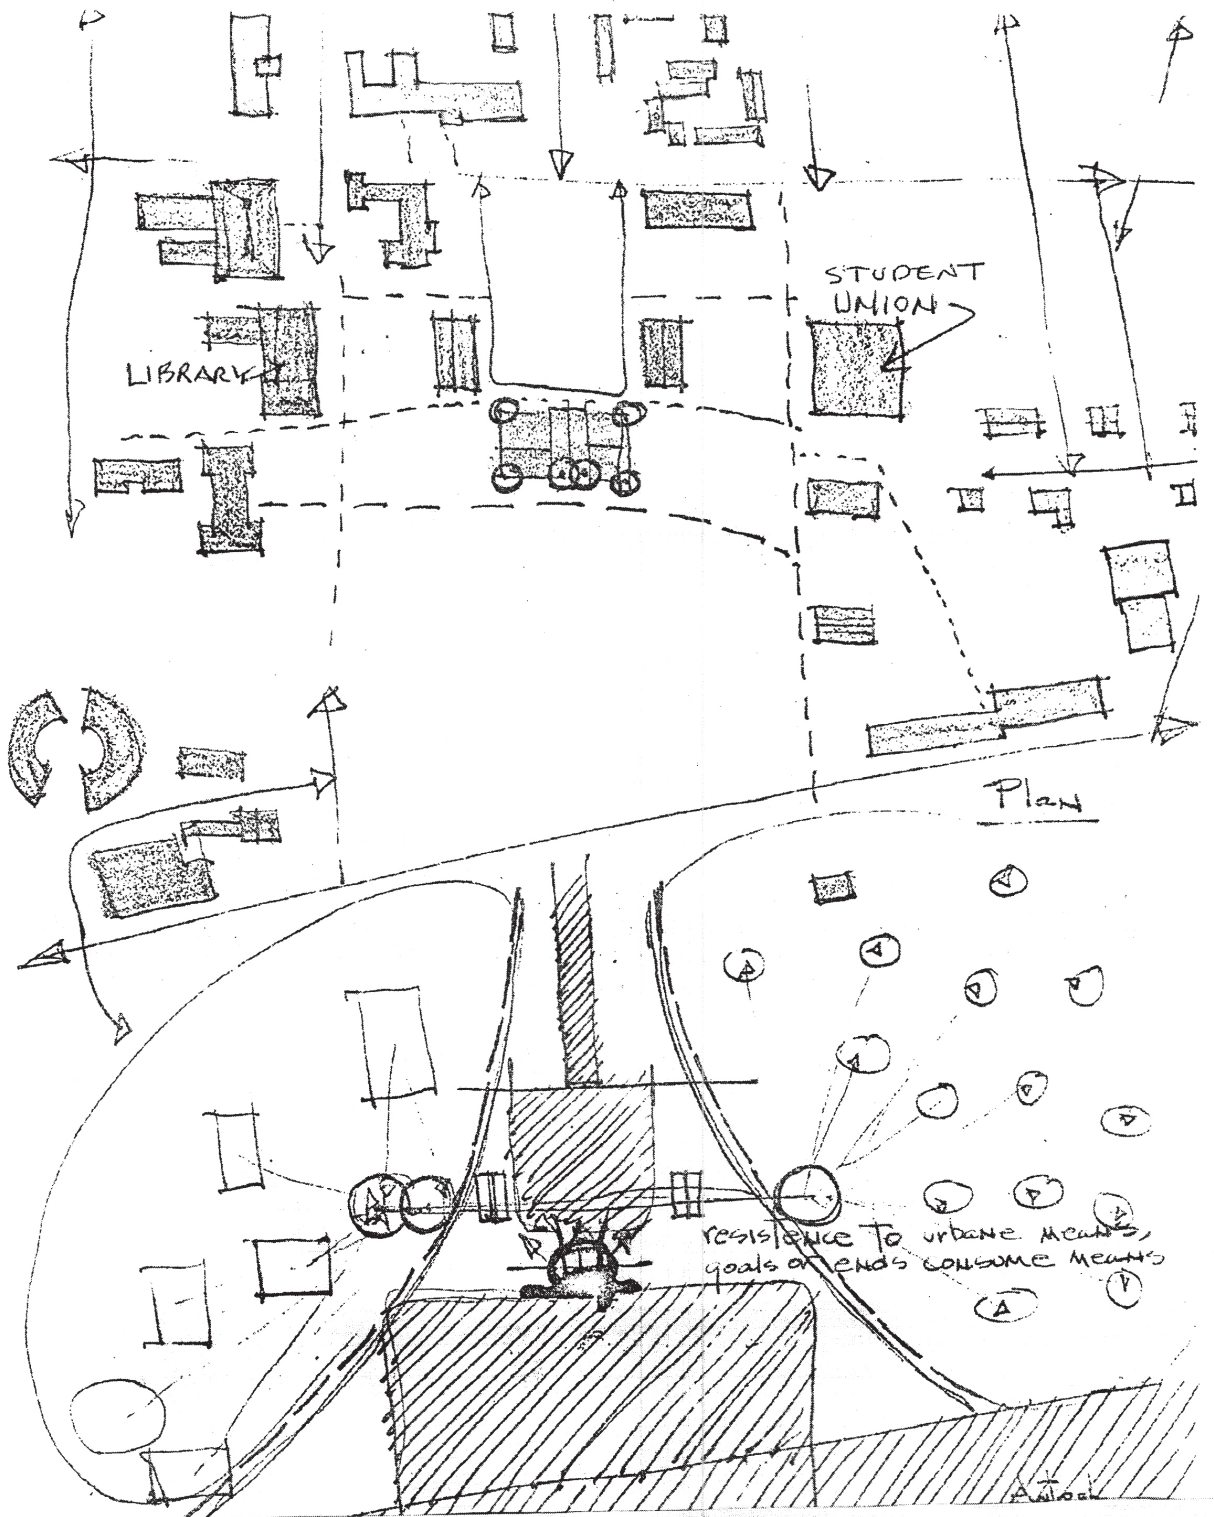 STUDENT
UNION
LIBRARY
Plan
resistence to urbane means,
goals or ends consume means